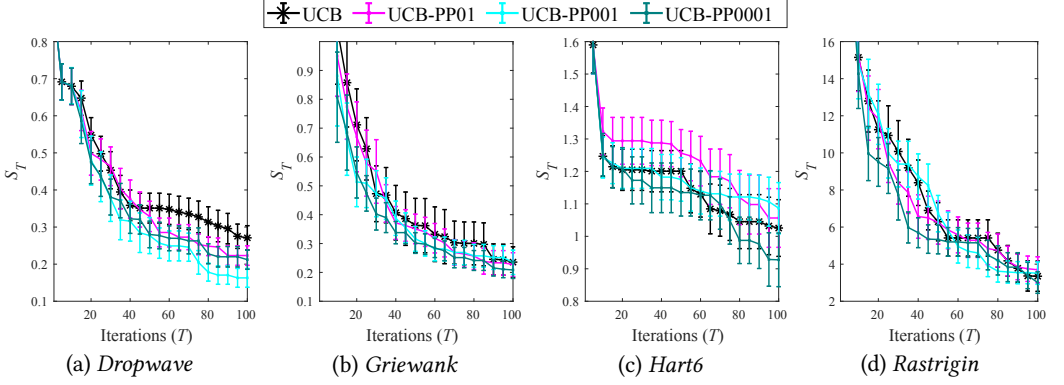 UCB UCB-PP01 UCB-PP001 UCB-PP0001
0.8
0.7
0.6
0.5
0.4
0.3
0.2
0.1
S_T
20 40 60 80 100
Iterations (T)
(a) Dropwave
1
0.9
0.8
0.7
0.6
0.5
0.4
0.3
0.2
0.1
S_T
20 40 60 80 100
Iterations (T)
(b) Griewank
1.6
1.5
1.4
1.3
1.2
1.1
1
0.9
0.8
S_T
20 40 60 80 100
Iterations (T)
(c) Hart6
16
14
12
10
8
6
4
2
S_T
20 40 60 80 100
Iterations (T)
(d) Rastrigin